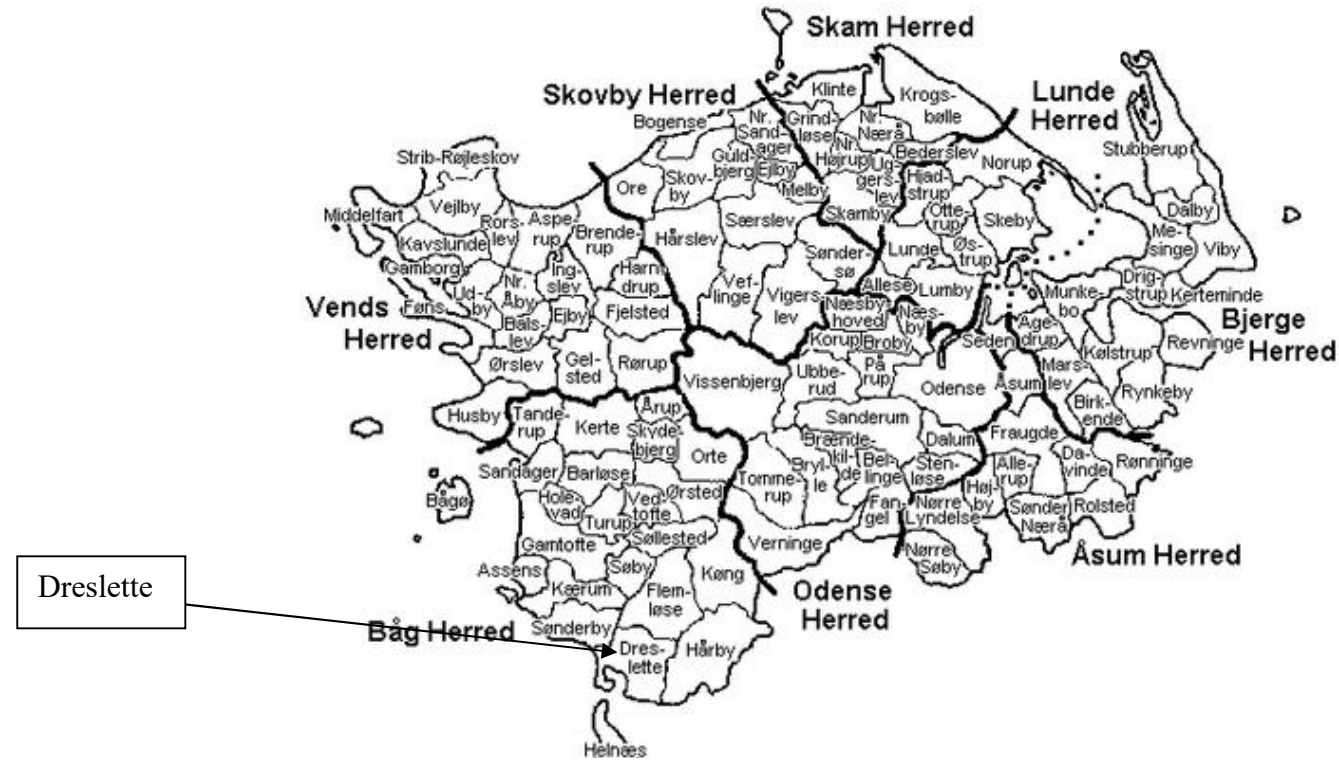 Skam Herred
Klinte
Krogs-
bølle
Lunde
Herred
Skovby Herred
Bogense
Nr.
Sand-
ager
Grind-
løse
Nr.
Nærå
Stubberup
Strib-Røjleskov
Guld-
bjerg
Ejlby
Nr.
Højrup
Ug-
gers-
lev
Bederslev
Norup
Ore
Skov-
by
Melby
Hjad-
strup
Vejlby
Rors-
lev
Aspe-
rup
Brende-
rup
Særslev
Skamby
Otte-
rup
Skeby
Dalby
Middelfart
Kavslunde
Hårslev
Lunde
Øs-
trup
Me-
singe
Viby
Gamborg
Nr.
Åby
Ing-
slev
Harn-
drup
Vef-
linge
Sønder-
sø
Allese
Lumby
Drig-
strup
Kerteminde
Vends
Herred
Føns
Ud-
by
Ejby
Fjelsted
Vigers-
lev
Næsby-
hoved
Næs-
by
Munke-
bo
Bjerge
Herred
Båls-
lev
Korup
Broby
Seden
Age-
drup
Kølstrup
Revninge
Ørslev
Gel-
sted
Rørup
Vissenbjerg
Ubbe-
rud
På-
rup
Odense
Åsum
Mars-
lev
Rynkeby
Husby
Tande-
rup
Kerte
Årup
Skyde-
bjerg
Sanderum
Birk-
ende
Orte
Brænde-
kil-
de
Dalum
Fraugde
Sandager
Barløse
Tomme-
rup
Bryl-
le
Bel-
linge
Sten-
løse
Alle-
rup
Da-
vinde
Rønninge
Bågø
Hole-
vad
Ved-
tofte
Ørsted
Fan-
gel
Nørre
Lyndelse
Høj-
by
Sønder
Nærå
Rolsted
Turup
Søllested
Gamtofte
Verninge
Nørre
Søby
Åsum Herred
Dreslette
Assens
Søby
Køng
Kærum
Flem-
løse
Odense
Herred
Båg Herred
Sønderby
Dres-
lette
Hårby
Helnæs